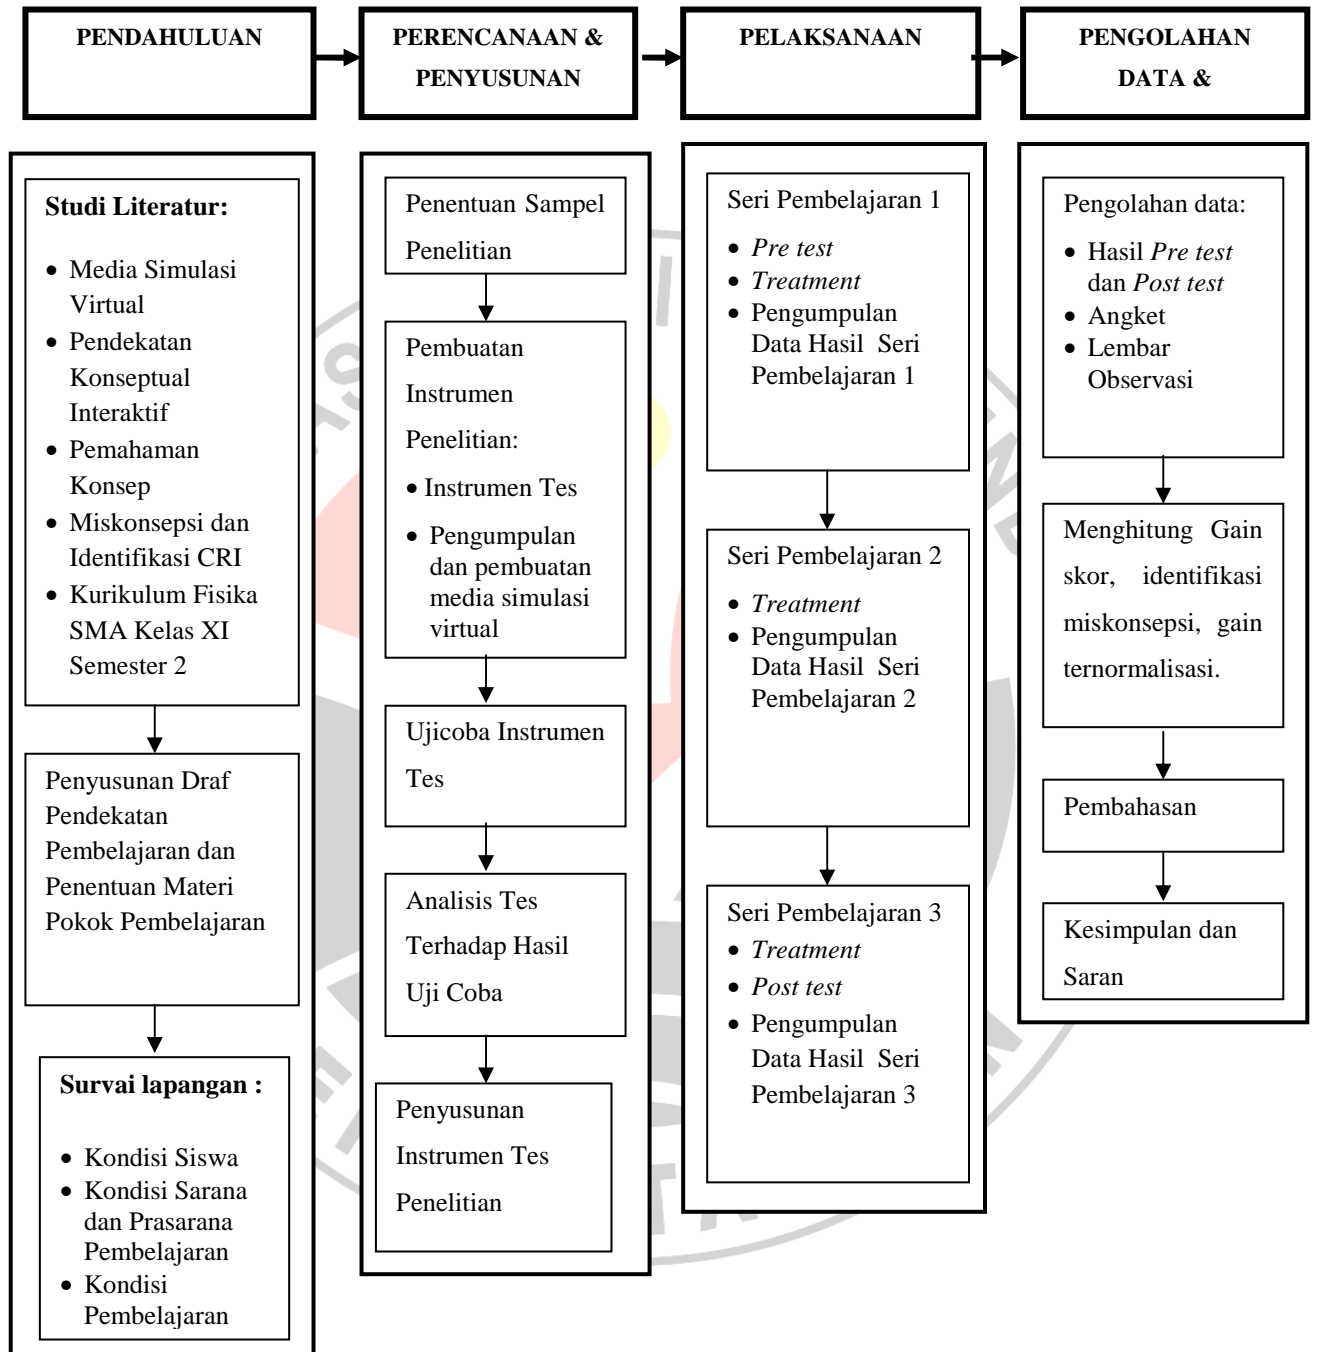 PENDAHULUAN
PERENCANAAN &
PENYUSUNAN
PELAKSANAAN
PENGOLAHAN
DATA &
Studi Literatur:
• Media Simulasi
Virtual
• Pendekatan
Konseptual
Interaktif
• Pemahaman
Konsep
• Miskonsepsi dan
Identifikasi CRI
• Kurikulum Fisika
SMA Kelas XI
Semester 2
Penyusunan Draf
Pendekatan
Pembelajaran dan
Penentuan Materi
Pokok Pembelajaran
Survai lapangan :
• Kondisi Siswa
• Kondisi Sarana
dan Prasarana
Pembelajaran
• Kondisi
Pembelajaran
Penentuan Sampel
Penelitian
Pembuatan
Instrumen
Penelitian:
• Instrumen Tes
• Pengumpulan
dan pembuatan
media simulasi
virtual
Ujicoba Instrumen
Tes
Analisis Tes
Terhadap Hasil
Uji Coba
Penyusunan
Instrumen Tes
Penelitian
Seri Pembelajaran 1
• Pre test
• Treatment
• Pengumpulan
Data Hasil Seri
Pembelajaran 1
Seri Pembelajaran 2
• Treatment
• Pengumpulan
Data Hasil Seri
Pembelajaran 2
Seri Pembelajaran 3
• Treatment
• Post test
• Pengumpulan
Data Hasil Seri
Pembelajaran 3
Pengolahan data:
• Hasil Pre test
dan Post test
• Angket
• Lembar
Observasi
Menghitung Gain
skor, identifikasi
miskonsepsi, gain
ternormalisasi.
Pembahasan
Kesimpulan dan
Saran